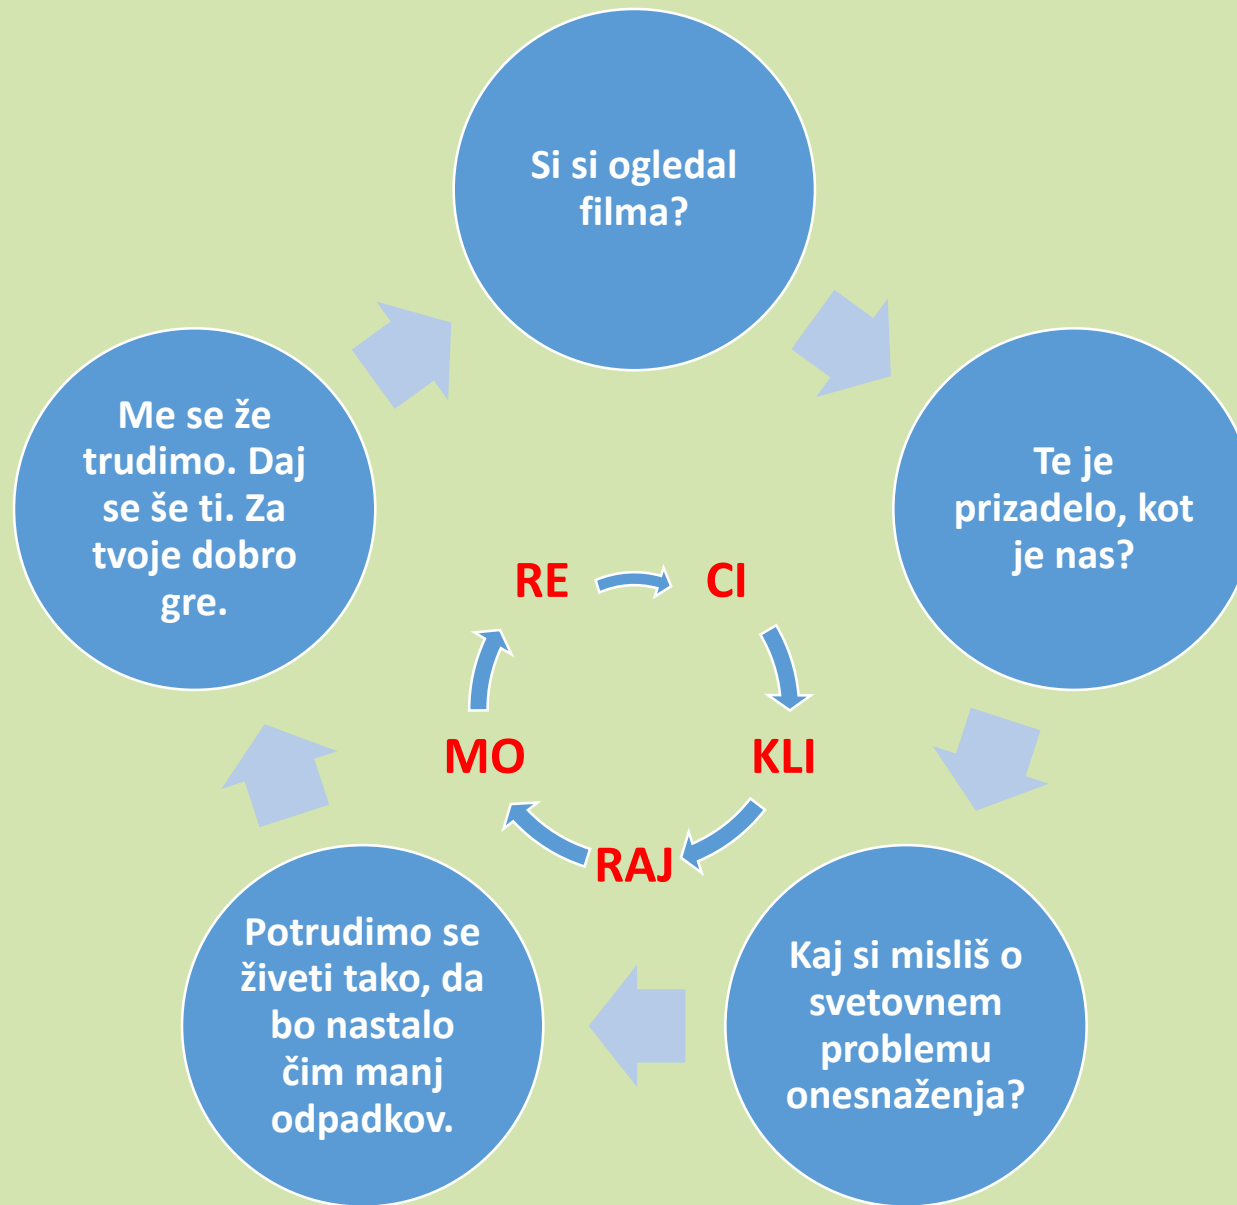 Si si ogledal
filma?
Te je
prizadelo, kot
je nas?
Kaj si misliš o
svetovnem
problemu
onesnaženja?
Potrudimo se
živeti tako, da
bo nastalo
čim manj
odpadkov.
Me se že
trudimo. Daj
se še ti. Za
tvoje dobro
gre.
RE
CI
KLI
RAJ
MO